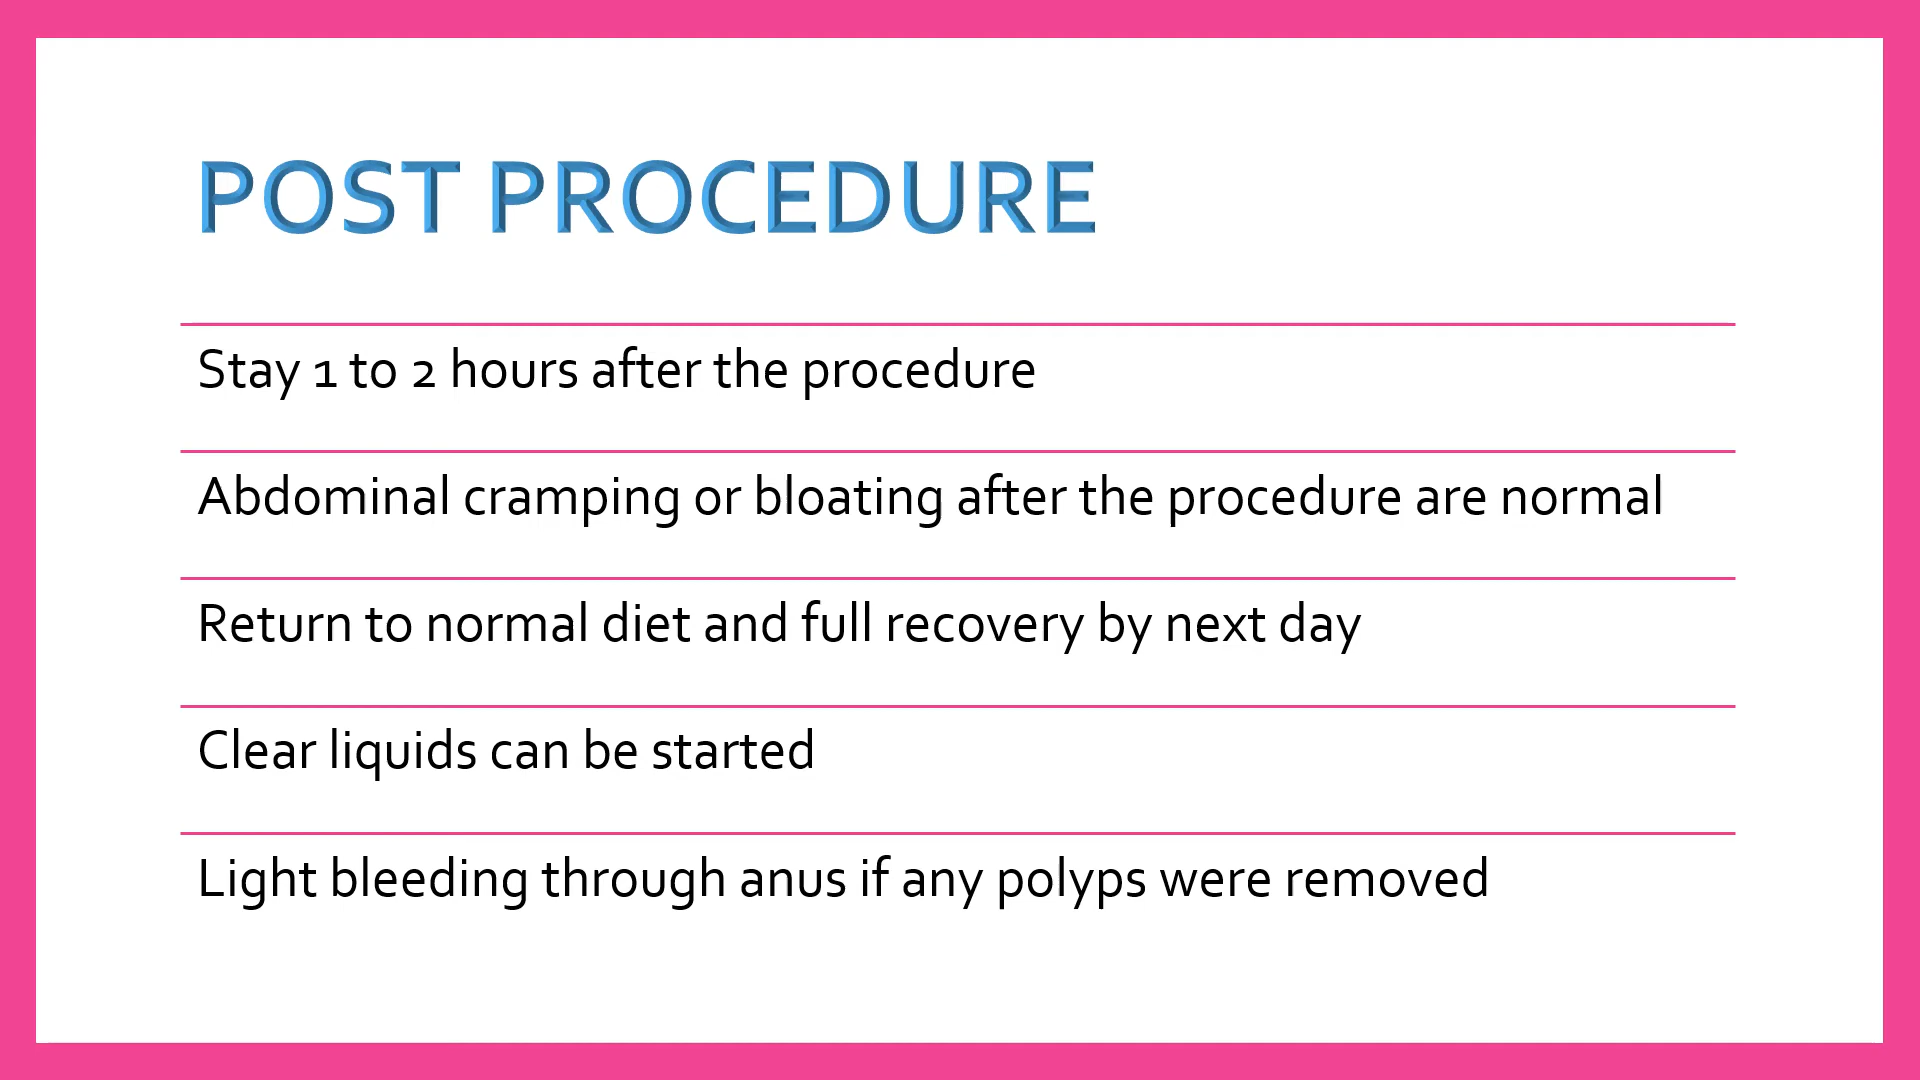 POST PROCEDURE
Stay 1 to 2 hours after the procedure
Abdominal cramping or bloating after the procedure are normal
Return to normal diet and full recovery by next day
Clear liquids can be started
Light bleeding through anus if any polyps were removed